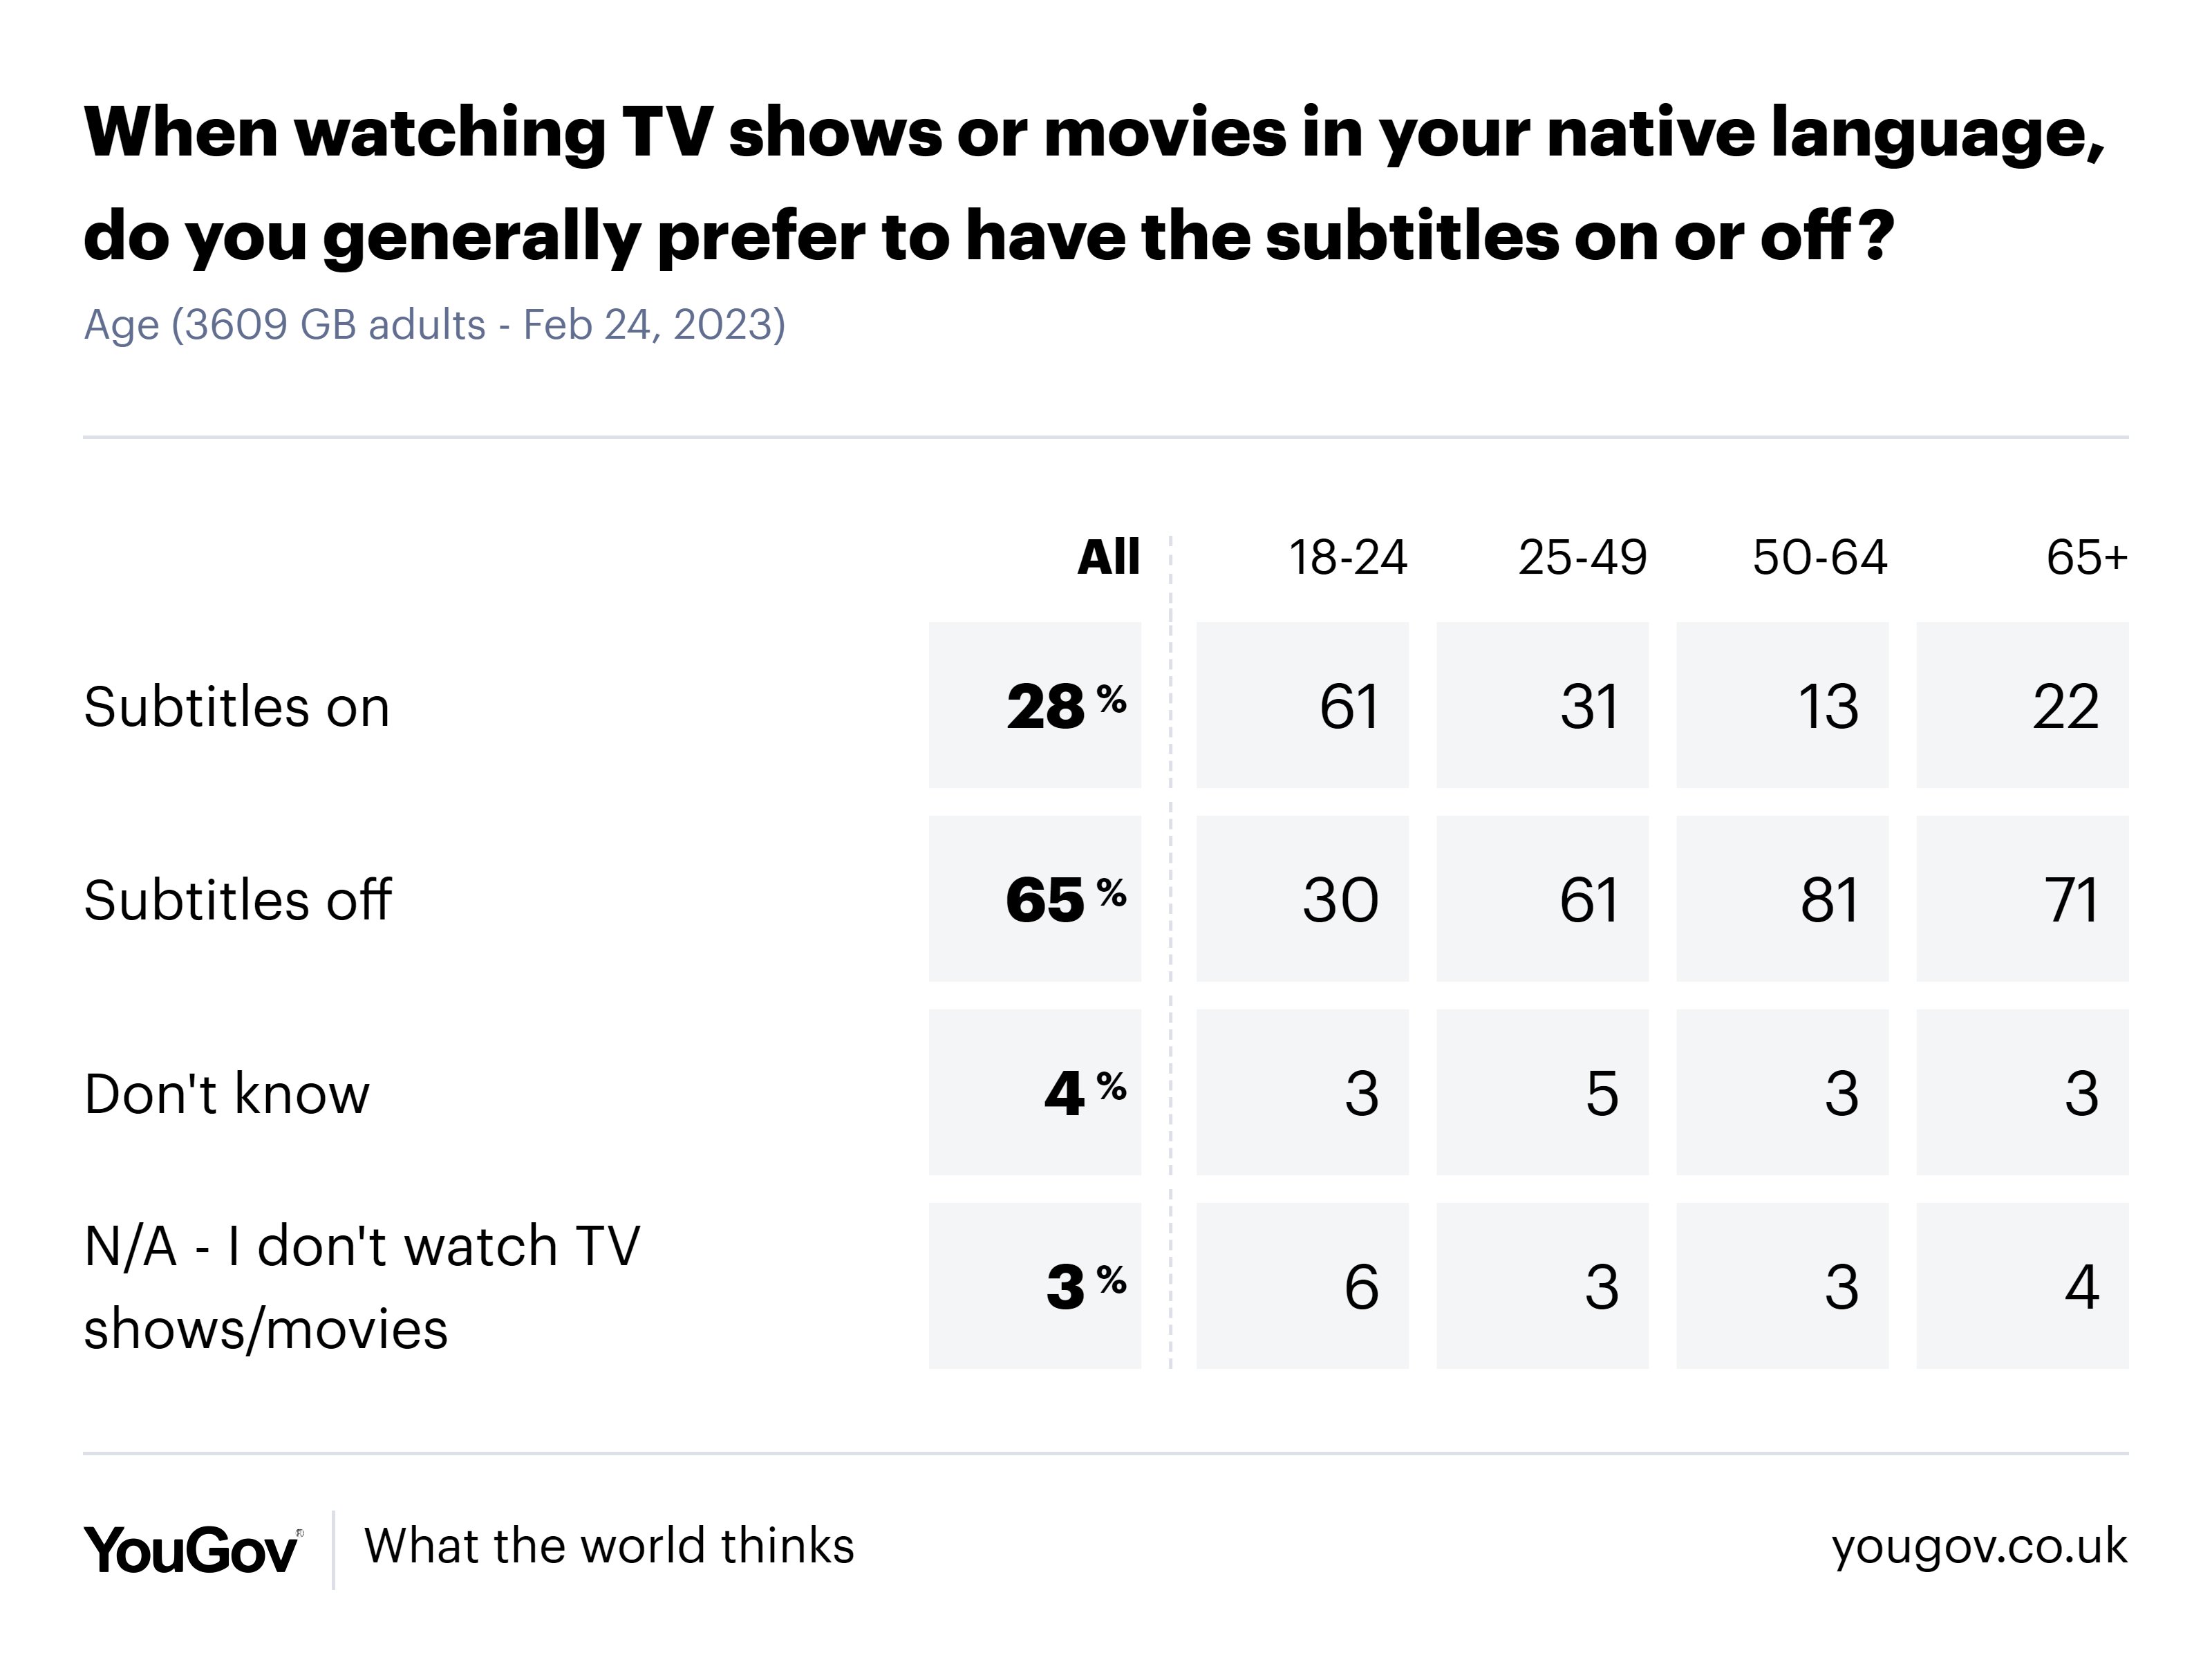 When watching TV shows or movies in your native language,
do you generally prefer to have the subtitles on or off?
Age (3609 GB adults - Feb 24, 2023)
All 18-24 25-49 50-64 65+
Subtitles on 28 % 61 31 13 22
Subtitles off 65 % 30 61 81 71
Don't know 4 % 3 5 3 3
N/A - I don't watch TV
shows/movies 3 % 6 3 3 4
YouGov® What the world thinks yougov.co.uk